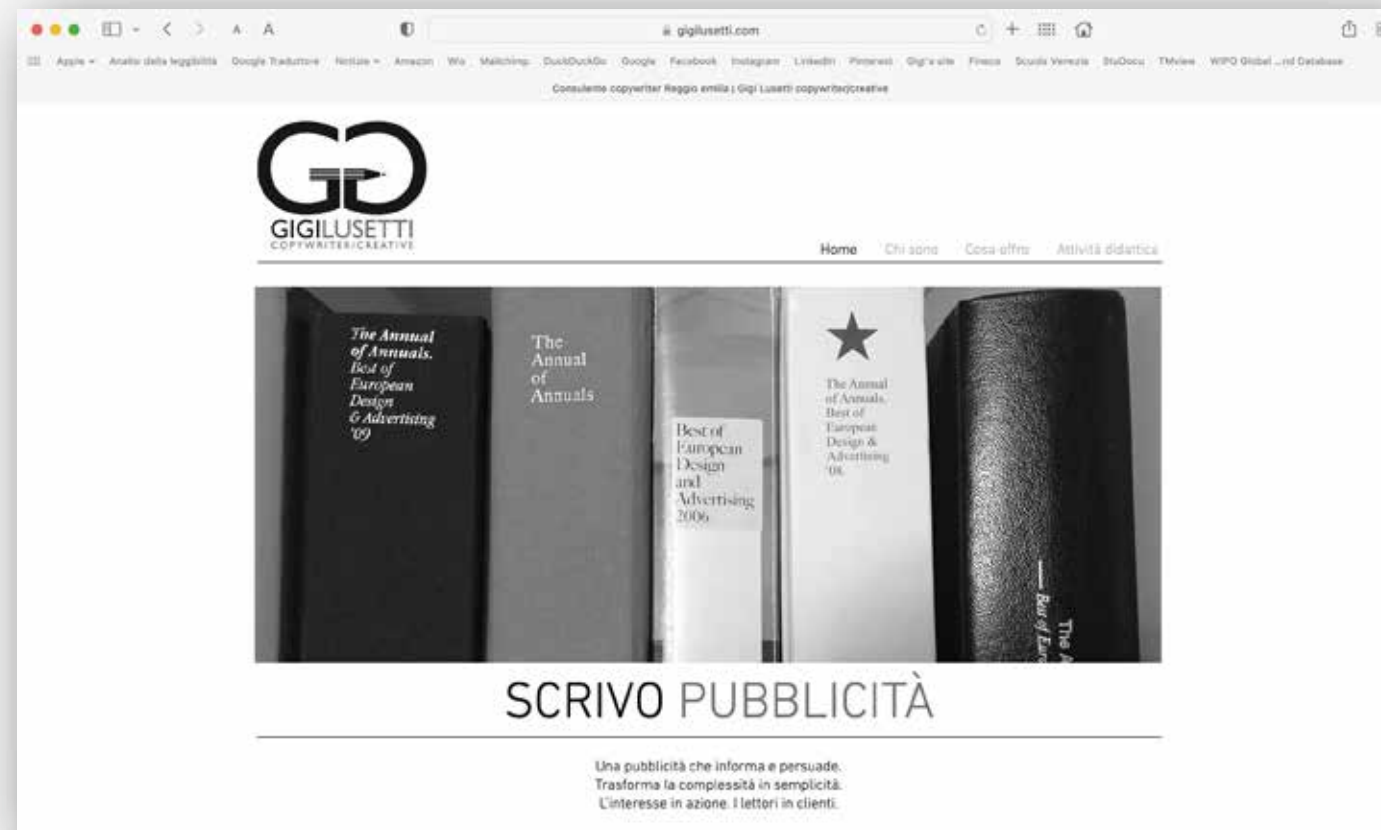 A A
gigilusetti.com
Apple Analisi della leggibilità Google Traduttore Notizie Amazon Wix Mailchimp DuckDuckGo Google Facebook Instagram LinkedIn Pinterest Gigi's site Fineco Scuola Venezia StuDocu TMview WIPO Global ...nd Database
Consulente copywriter Reggio emilia | Gigi Lusetti copywriter/creative
GIGILUSETTI
COPYWRITER/CREATIVE
Home Chi sono Cosa offro Attività didattica
The Annual
of Annuals.
Best of
European
Design
& Advertising
'09
The
Annual
of
Annuals
Best of
European
Design
and
Advertising
2006
The Annual
of Annuals.
Best of
European
Design &
Advertising
'08.
The A
Best of Euro
SCRIVO PUBBLICITÀ
Una pubblicità che informa e persuade.
Trasforma la complessità in semplicità.
L'interesse in azione. I lettori in clienti.